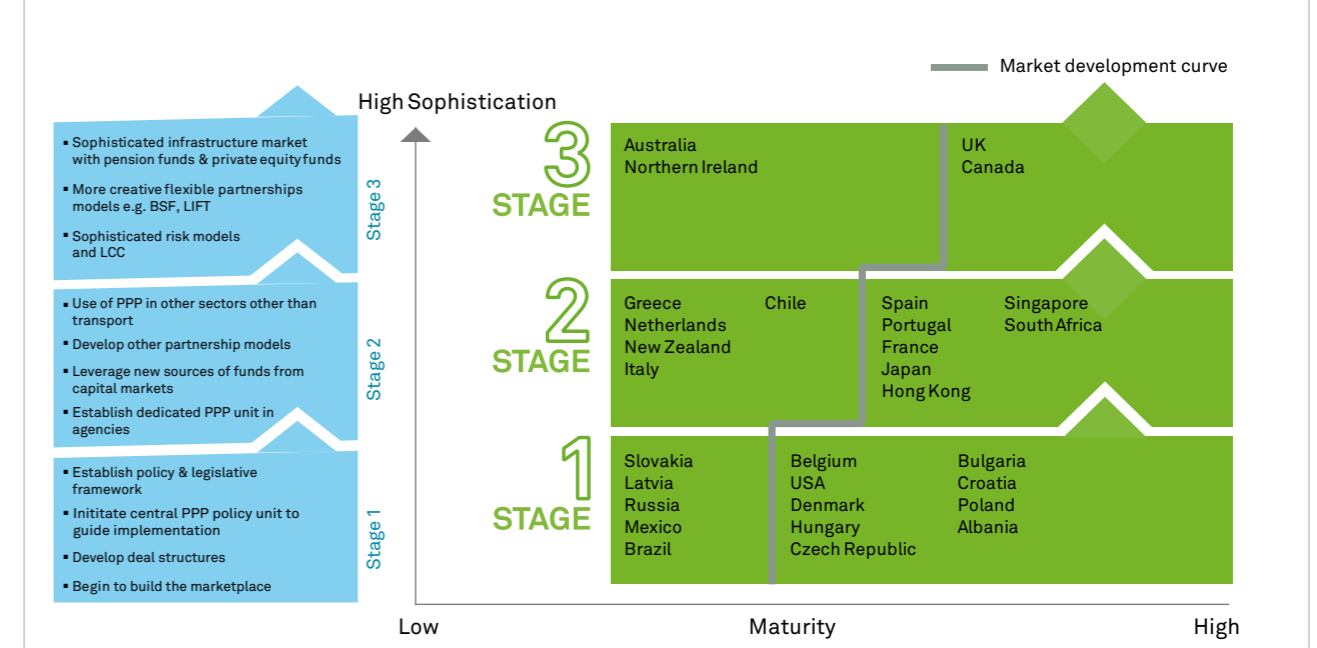 Market development curve
High Sophistication
▪ Sophisticated infrastructure market
with pension funds & private equity funds
▪ More creative flexible partnerships
models e.g. BSF, LIFT
▪ Sophisticated risk models
and LCC
Stage 3
▪ Use of PPP in other sectors other than
transport
▪ Develop other partnership models
▪ Leverage new sources of funds from
capital markets
▪ Establish dedicated PPP unit in
agencies
Stage 2
▪ Establish policy & legislative
framework
▪ Inititate central PPP policy unit to
guide implementation
▪ Develop deal structures
▪ Begin to build the marketplace
Stage 1
3
STAGE
Australia
Northern Ireland
UK
Canada
2
STAGE
Greece
Netherlands
New Zealand
Italy
Chile
Spain
Portugal
France
Japan
Hong Kong
Singapore
South Africa
1
STAGE
Slovakia
Latvia
Russia
Mexico
Brazil
Belgium
USA
Denmark
Hungary
Czech Republic
Bulgaria
Croatia
Poland
Albania
Low
Maturity
High